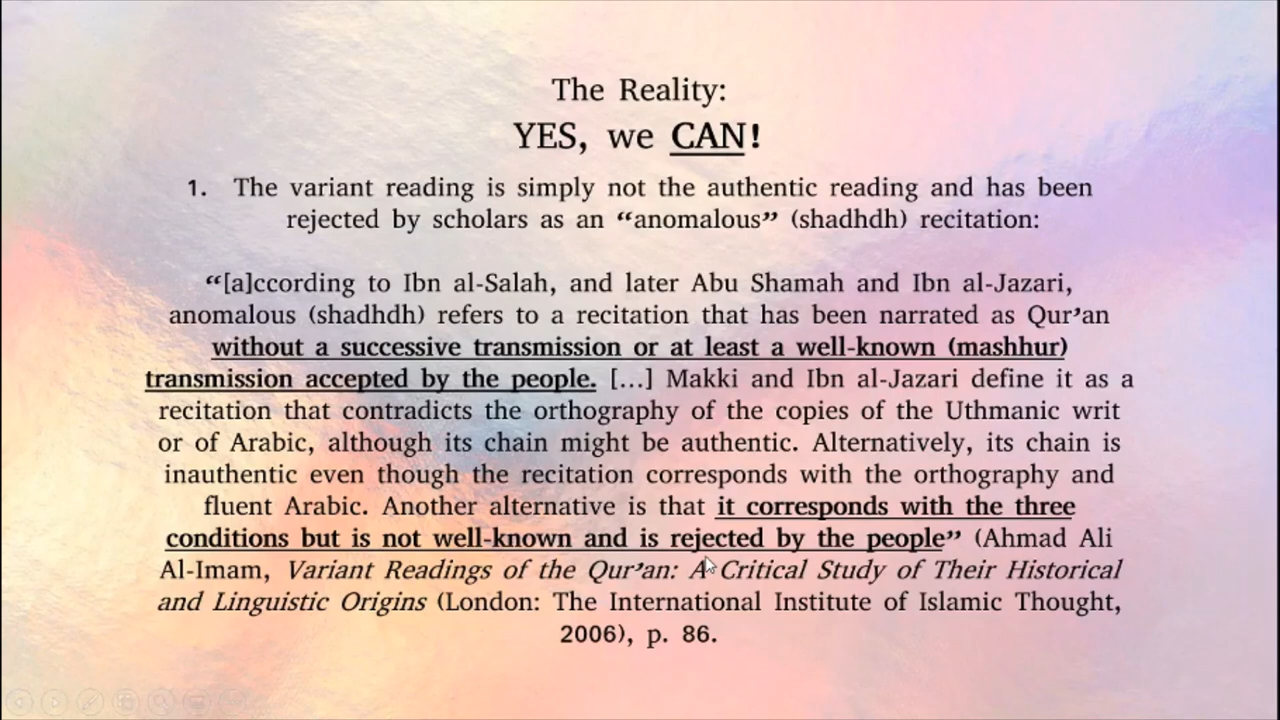 The Reality:
YES, we CAN!
1. The variant reading is simply not the authentic reading and has been
rejected by scholars as an “anomalous” (shadhdh) recitation:
“[a]ccording to Ibn al-Salah, and later Abu Shamah and Ibn al-Jazari,
anomalous (shadhdh) refers to a recitation that has been narrated as Qur’an
without a successive transmission or at least a well-known (mashhur)
transmission accepted by the people. [...] Makki and Ibn al-Jazari define it as a
recitation that contradicts the orthography of the copies of the Uthmanic writ
or of Arabic, although its chain might be authentic. Alternatively, its chain is
inauthentic even though the recitation corresponds with the orthography and
fluent Arabic. Another alternative is that it corresponds with the three
conditions but is not well-known and is rejected by the people” (Ahmad Ali
Al-Imam, Variant Readings of the Qur’an: A Critical Study of Their Historical
and Linguistic Origins (London: The International Institute of Islamic Thought,
2006), p. 86.